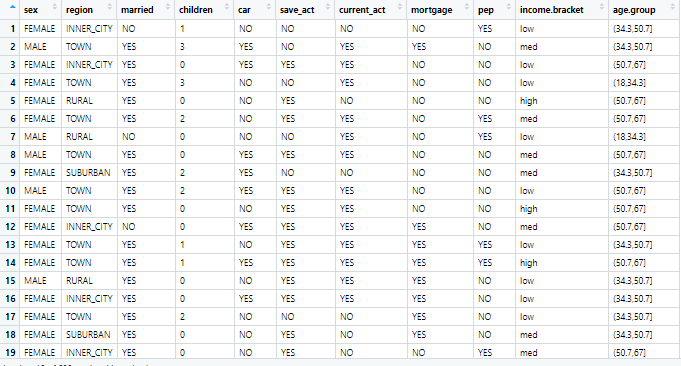 sex region married children car save_act current_act mortgage pep income.bracket age.group
1 FEMALE INNER_CITY NO 1 NO NO NO NO YES low (34.3,50.7]
2 MALE TOWN YES 3 YES NO YES YES NO med (34.3,50.7]
3 FEMALE INNER_CITY YES 0 YES YES YES NO NO low (50.7,67]
4 FEMALE TOWN YES 3 NO NO YES NO NO low (18,34.3]
5 FEMALE RURAL YES 0 NO YES NO NO NO high (50.7,67]
6 FEMALE TOWN YES 2 NO YES YES NO YES med (50.7,67]
7 MALE RURAL NO 0 NO NO YES NO YES low (18,34.3]
8 MALE TOWN YES 0 YES YES YES NO NO med (50.7,67]
9 FEMALE SUBURBAN YES 2 YES NO NO NO NO med (34.3,50.7]
10 MALE TOWN YES 2 YES YES YES NO NO low (50.7,67]
11 FEMALE TOWN YES 0 NO YES YES NO NO high (50.7,67]
12 FEMALE INNER_CITY NO 0 YES YES YES YES NO med (50.7,67]
13 FEMALE TOWN YES 1 NO YES YES YES YES low (34.3,50.7]
14 FEMALE TOWN YES 1 YES YES YES YES YES high (50.7,67]
15 MALE RURAL YES 0 NO YES NO YES NO low (34.3,50.7]
16 FEMALE INNER_CITY YES 0 YES YES YES YES NO low (34.3,50.7]
17 FEMALE TOWN YES 2 NO NO NO YES NO low (34.3,50.7]
18 FEMALE SUBURBAN YES 0 NO YES NO YES NO med (34.3,50.7]
19 FEMALE INNER_CITY YES 0 NO YES NO NO YES med (50.7,67]